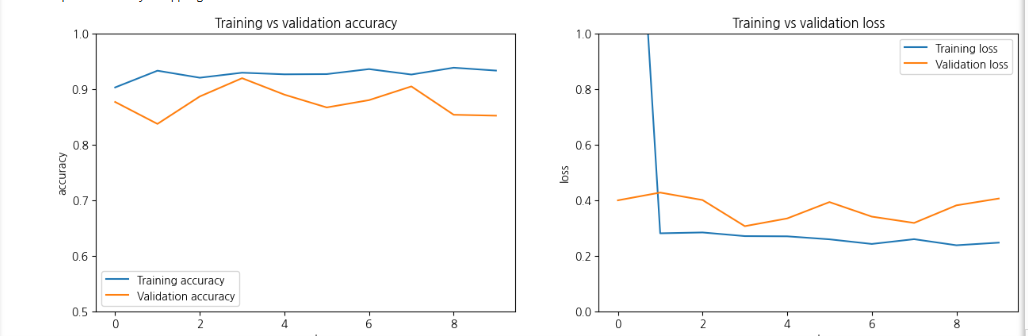 Training vs validation accuracy
1.0
0.9
0.8
0.7
0.6
0.5
accuracy
Training accuracy
Validation accuracy
0 2 4 6 8
Training vs validation loss
1.0
0.8
0.6
0.4
0.2
0.0
loss
Training loss
Validation loss
0 2 4 6 8